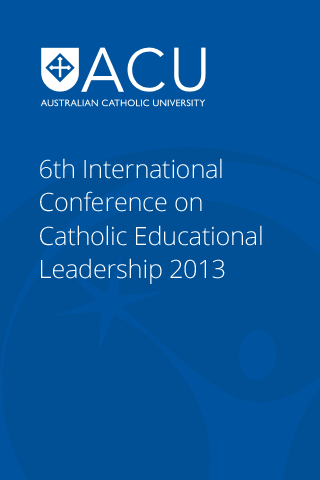 ACU
AUSTRALIAN CATHOLIC UNIVERSITY
6th International
Conference on
Catholic Educational
Leadership 2013